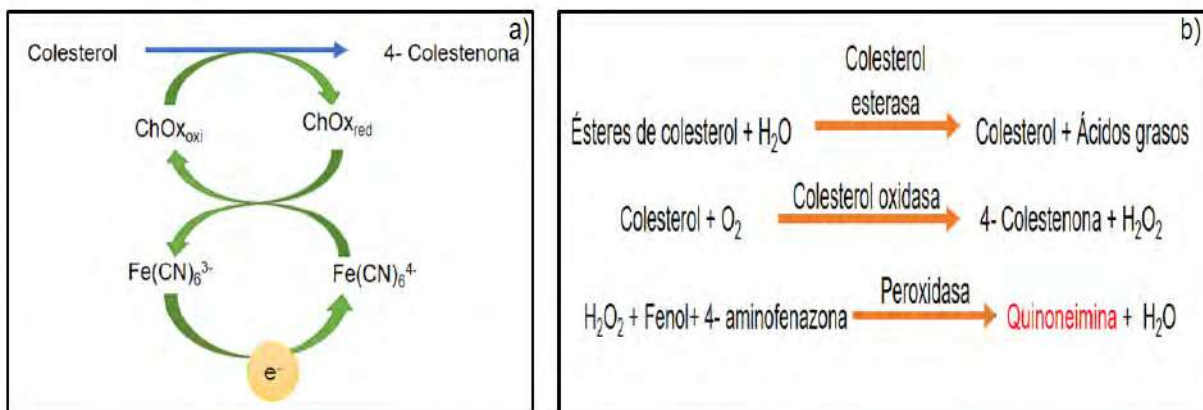 a)
Colesterol 4- Colestenona
ChOxoxi ChOxred
Fe(CN)₆³⁻ Fe(CN)₆⁴⁻
e⁻
b)
Colesterol
esterasa
Ésteres de colesterol + H₂O Colesterol + Ácidos grasos
Colesterol oxidasa
Colesterol + O₂ 4- Colestenona + H₂O₂
Peroxidasa
H₂O₂ + Fenol+ 4- aminofenazona Quinoneimina + H₂O